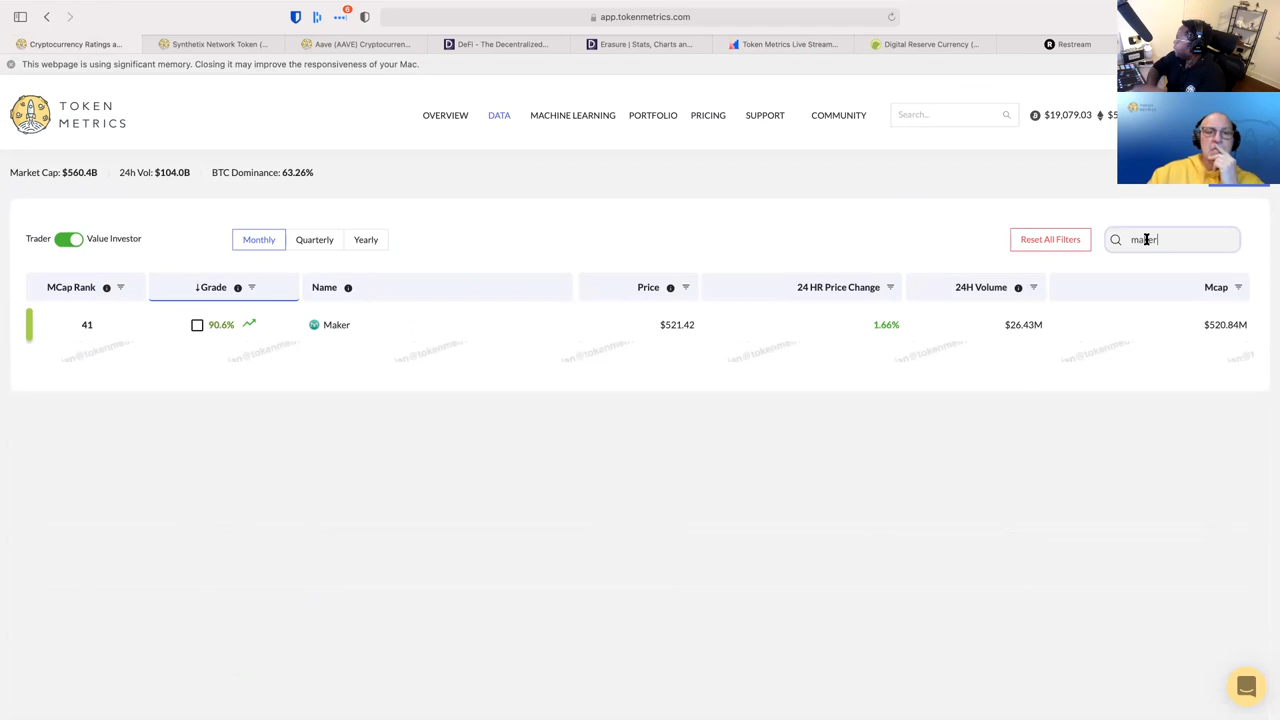 6
app.tokenmetrics.com
Cryptocurrency Ratings a...
Synthetix Network Token (...
Aave (AAVE) Cryptocurren...
DeFi - The Decentralized...
Erasure | Stats, Charts an...
Token Metrics Live Stream...
Digital Reserve Currency (...
Restream
This webpage is using significant memory. Closing it may improve the responsiveness of your Mac.
TOKEN
METRICS
OVERVIEW
DATA
MACHINE LEARNING
PORTFOLIO
PRICING
SUPPORT
COMMUNITY
Search...
$19,079.03
Market Cap: $560.4B
24h Vol: $104.0B
BTC Dominance: 63.26%
Trader
Value Investor
Monthly
Quarterly
Yearly
Reset All Filters
maker
MCap Rank
↓Grade
Name
Price
24 HR Price Change
24H Volume
Mcap
41
90.6%
Maker
$521.42
1.66%
$26.43M
$520.84M